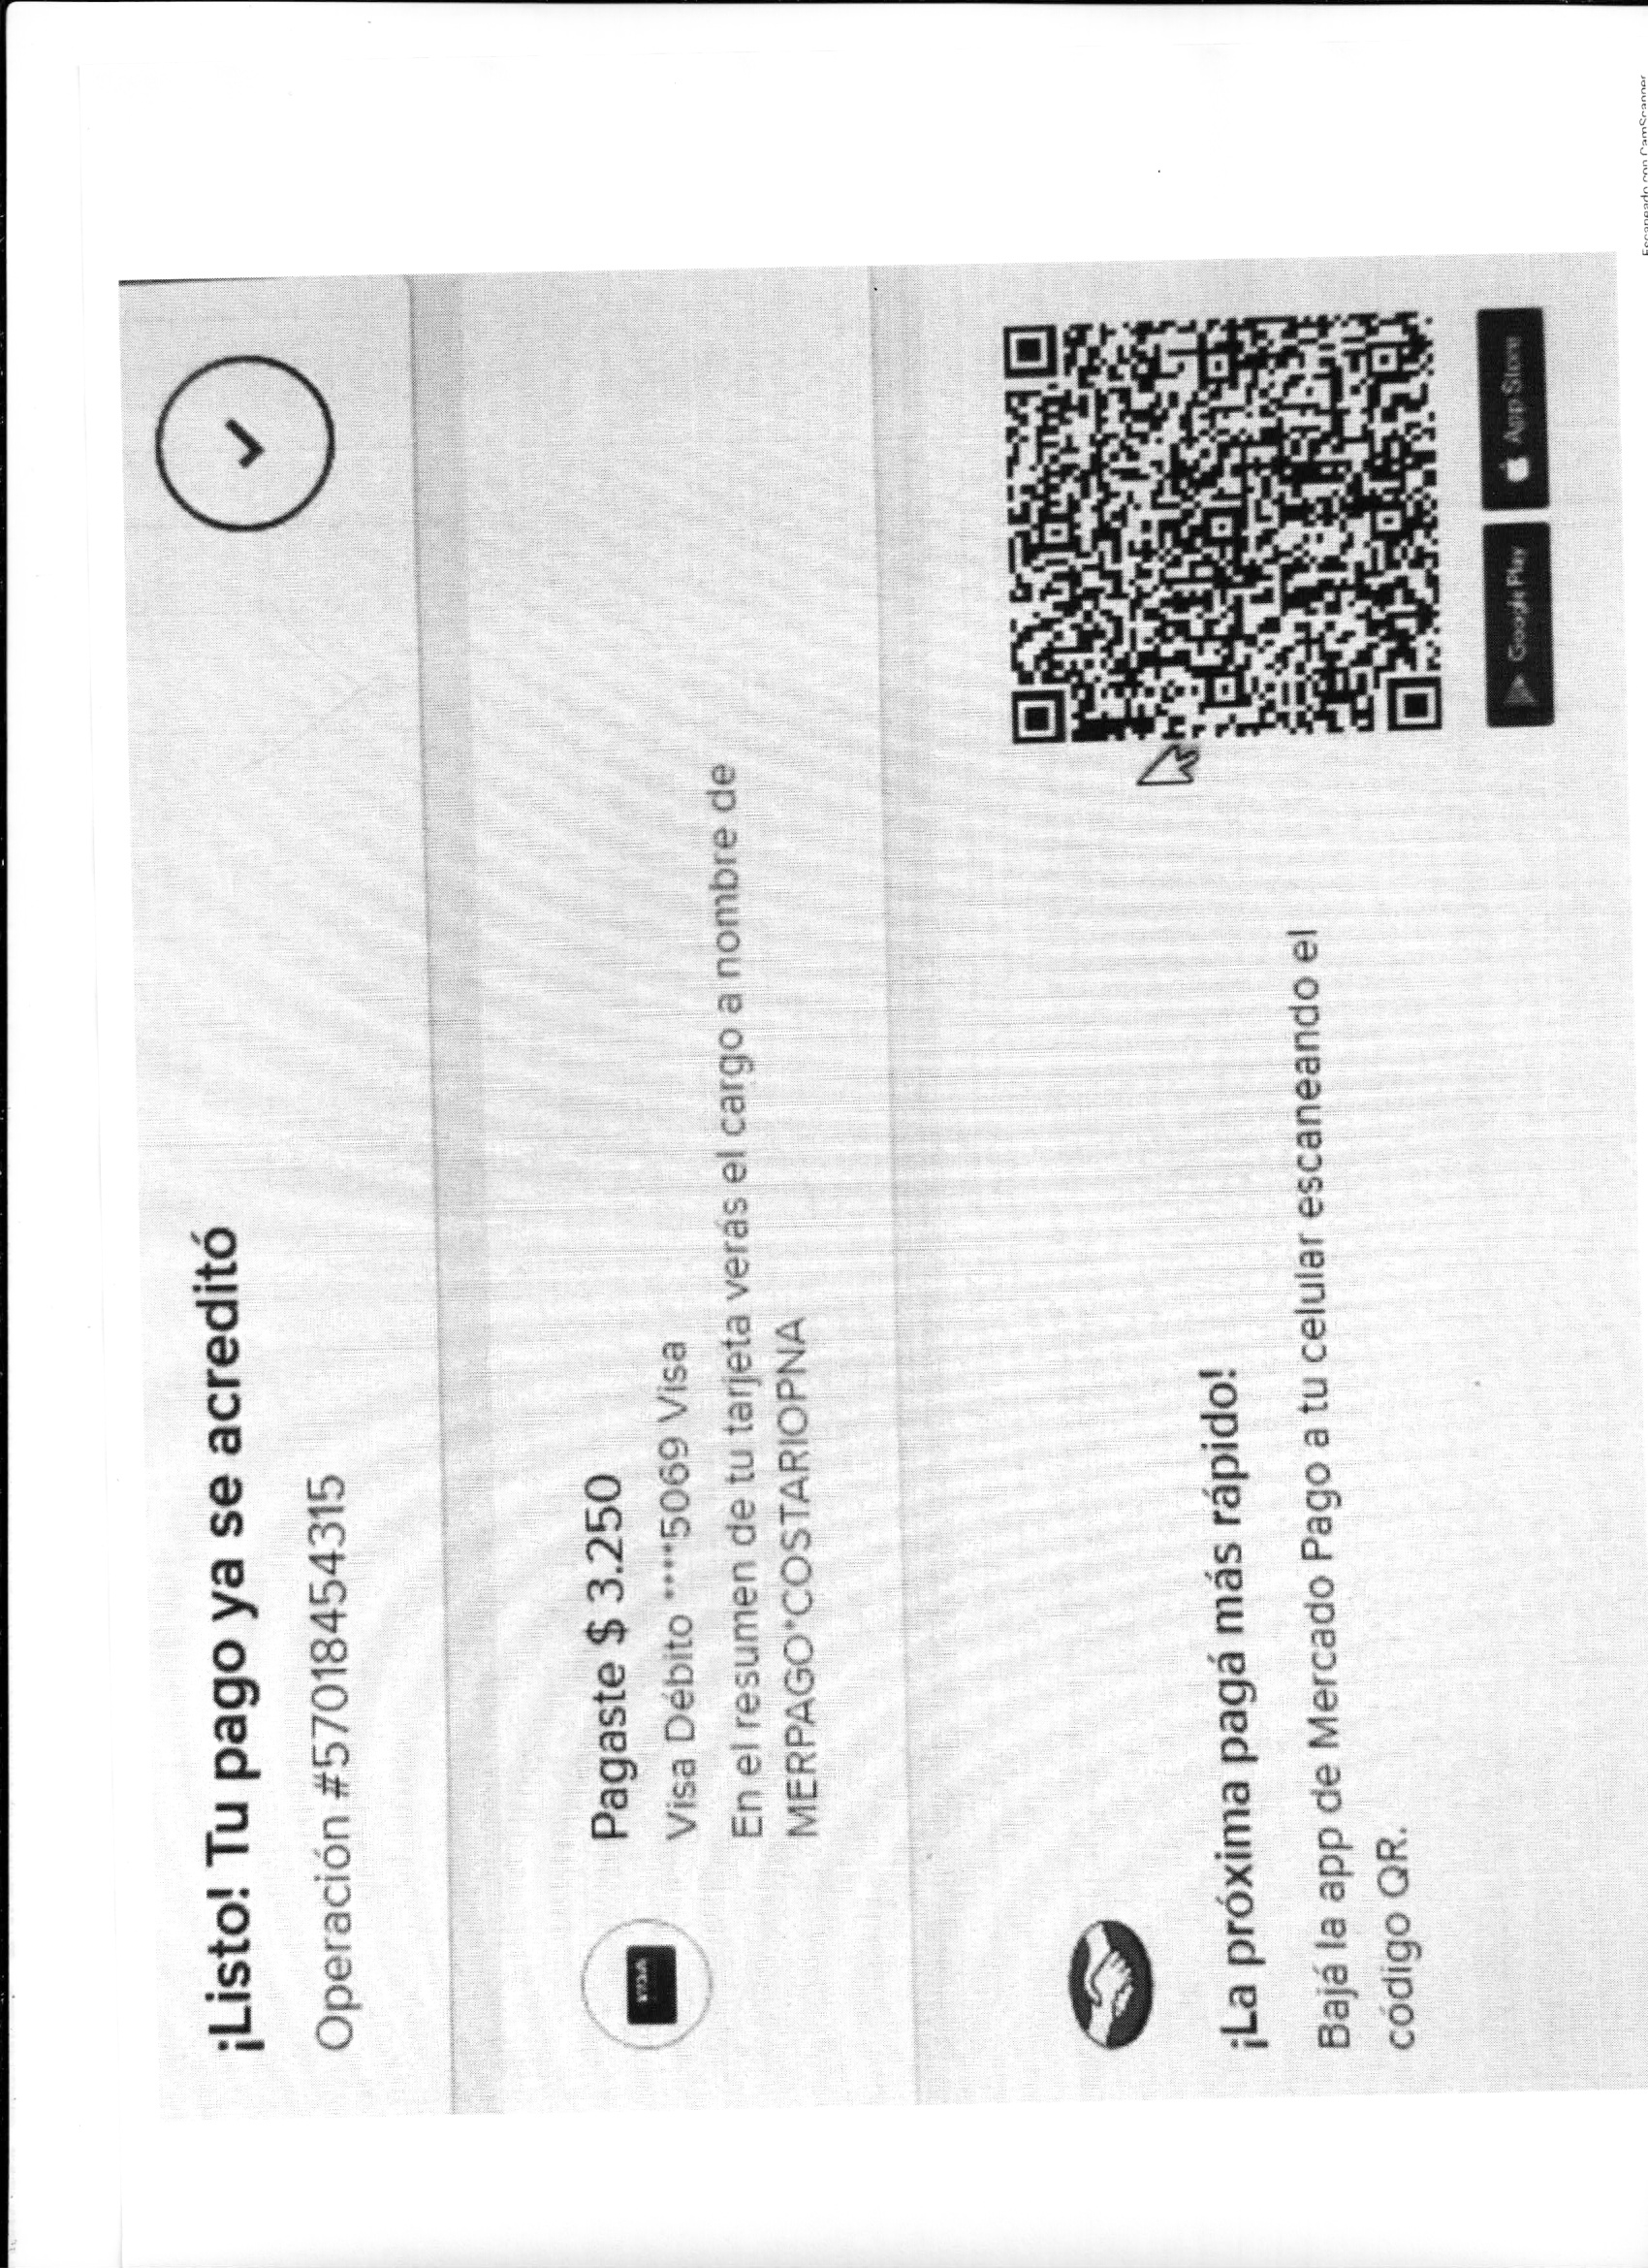 ¡Listo! Tu pago ya se acreditó
Operación #57018454315
Pagaste $ 3.250
Visa Débito ****5069 Visa
En el resumen de tu tarjeta verás el cargo a nombre de
MERPAGO*COSTARIOPNA
¡La próxima pagá más rápido!
Bajá la app de Mercado Pago a tu celular escaneando el
código QR.
Google Play
App Store
Escaneado con CamScanner